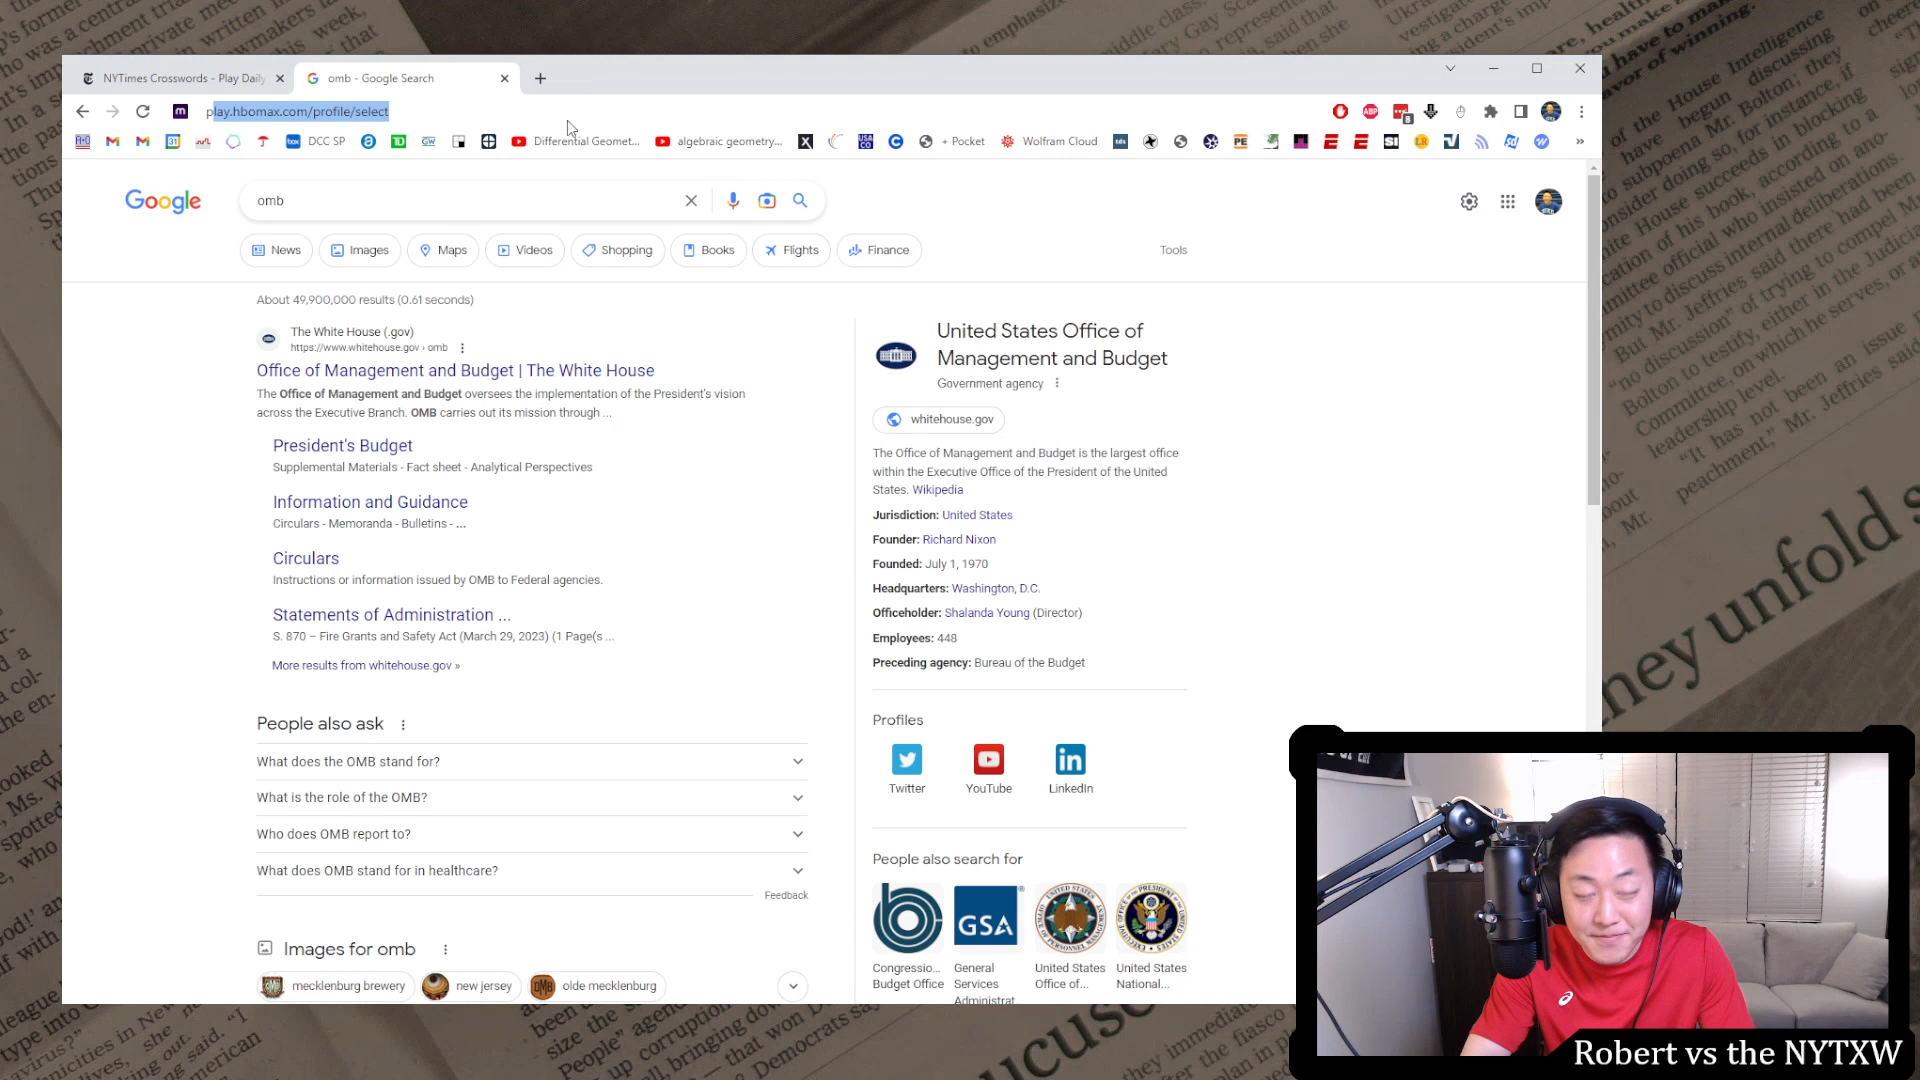 NYTimes Crosswords - Play Daily
omb - Google Search
play.hbomax.com/profile/select
8
DCC SP
Differential Geomet...
algebraic geometry...
+ Pocket
Wolfram Cloud
»
Google
omb
News
Images
Maps
Videos
Shopping
Books
Flights
Finance
Tools
About 49,900,000 results (0.61 seconds)
The White House (.gov)
https://www.whitehouse.gov › omb
Office of Management and Budget | The White House
The Office of Management and Budget oversees the implementation of the President's vision
across the Executive Branch. OMB carries out its mission through ...
President's Budget
Supplemental Materials - Fact sheet - Analytical Perspectives
Information and Guidance
Circulars - Memoranda - Bulletins - ...
Circulars
Instructions or information issued by OMB to Federal agencies.
Statements of Administration ...
S. 870 – Fire Grants and Safety Act (March 29, 2023) (1 Page(s ...
More results from whitehouse.gov »
People also ask
What does the OMB stand for?
What is the role of the OMB?
Who does OMB report to?
What does OMB stand for in healthcare?
Feedback
Images for omb
mecklenburg brewery
new jersey
olde mecklenburg
United States Office of
Management and Budget
Government agency
whitehouse.gov
The Office of Management and Budget is the largest office
within the Executive Office of the President of the United
States. Wikipedia
Jurisdiction: United States
Founder: Richard Nixon
Founded: July 1, 1970
Headquarters: Washington, D.C.
Officeholder: Shalanda Young (Director)
Employees: 448
Preceding agency: Bureau of the Budget
Profiles
Twitter
YouTube
LinkedIn
People also search for
GSA
Congressio...
Budget Office
General
Services
Administrat
United States
Office of...
United States
National...
ney unfold s
Robert vs the NYTXW